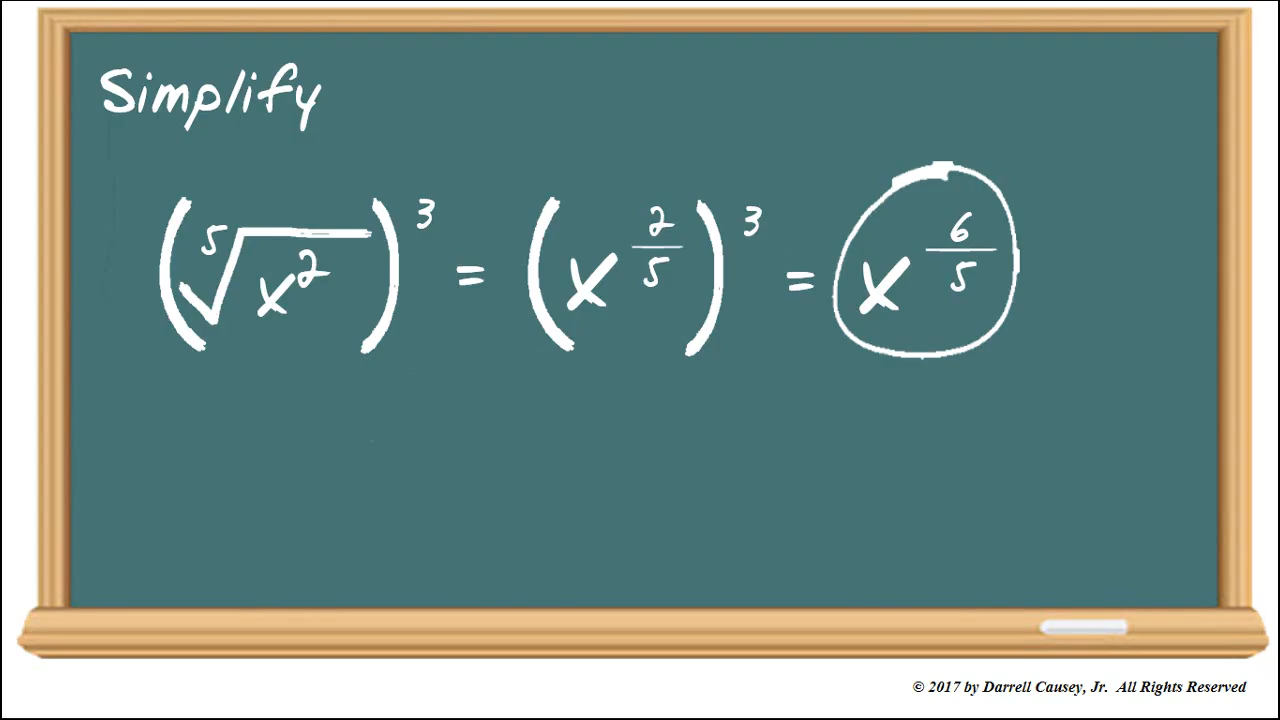 Simplify
(⁵√x²)³ = (x^(2/5))³ = x^(6/5)
© 2017 by Darrell Causey, Jr. All Rights Reserved